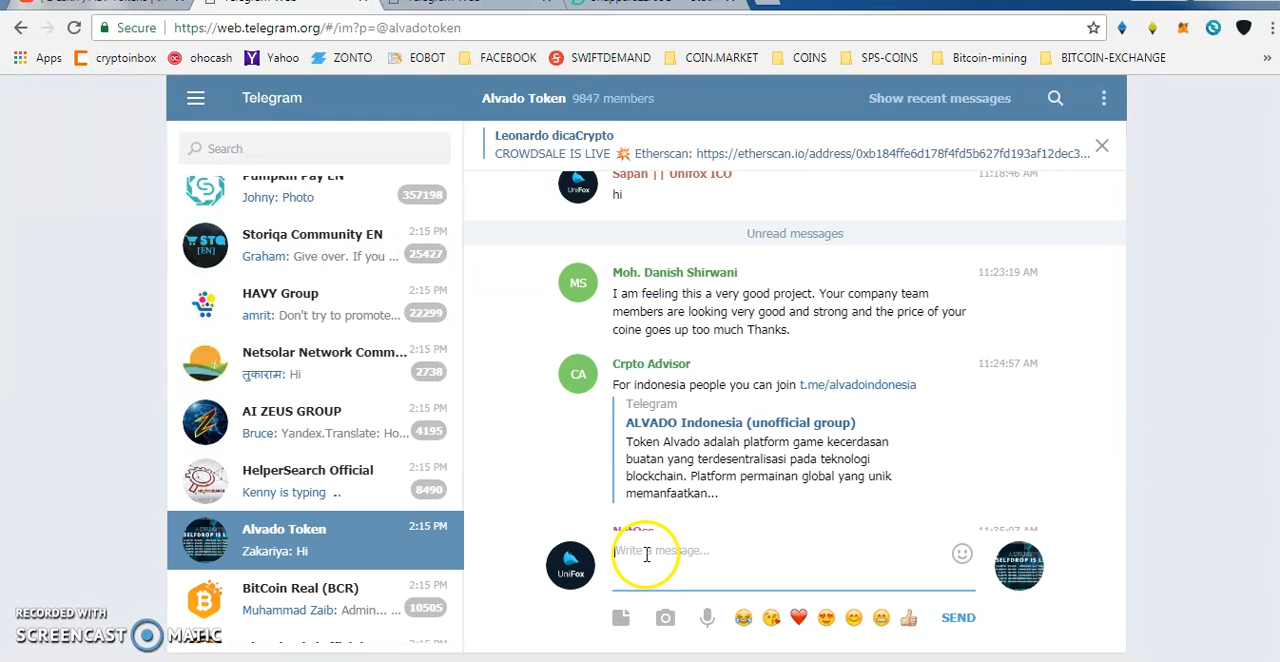 Secure https://web.telegram.org/#/im?p=@alvadotoken
Apps cryptoinbox ohocash Yahoo ZONTO EOBOT FACEBOOK SWIFTDEMAND COIN.MARKET COINS SPS-COINS Bitcoin-mining BITCOIN-EXCHANGE »
Telegram
Alvado Token 9847 members
Show recent messages
Search
Pumpkin Pay EN
Johny: Photo 357198
Storiqa Community EN 2:15 PM
Graham: Give over. If you ... 25427
HAVY Group 2:15 PM
amrit: Don't try to promote... 22299
Netsolar Network Comm... 2:15 PM
तुकाराम: Hi 2738
AI ZEUS GROUP 2:15 PM
Bruce: Yandex.Translate: Ho... 4195
HelperSearch Official 2:15 PM
Kenny is typing .. 8490
Alvado Token 2:15 PM
Zakariya: Hi
BitCoin Real (BCR) 2:15 PM
Muhammad Zaib: Admin... 10505
Leonardo dicaCrypto
CROWDSALE IS LIVE 💥 Etherscan: https://etherscan.io/address/0xb184ffe6d178f4fd5b627fd193af12dec3...
Sapan || Unifox ICO 11:18:46 AM
UniFox
hi
Unread messages
MS
Moh. Danish Shirwani 11:23:19 AM
I am feeling this a very good project. Your company team
members are looking very good and strong and the price of your
coine goes up too much Thanks.
CA
Crpto Advisor 11:24:57 AM
For indonesia people you can join t.me/alvadoindonesia
Telegram
ALVADO Indonesia (unofficial group)
Token Alvado adalah platform game kecerdasan
buatan yang terdesentralisasi pada teknologi
blockchain. Platform permainan global yang unik
memanfaatkan...
11:35:07 AM
UniFox
Write a message...
SEND
RECORDED WITH
SCREENCAST MATIC